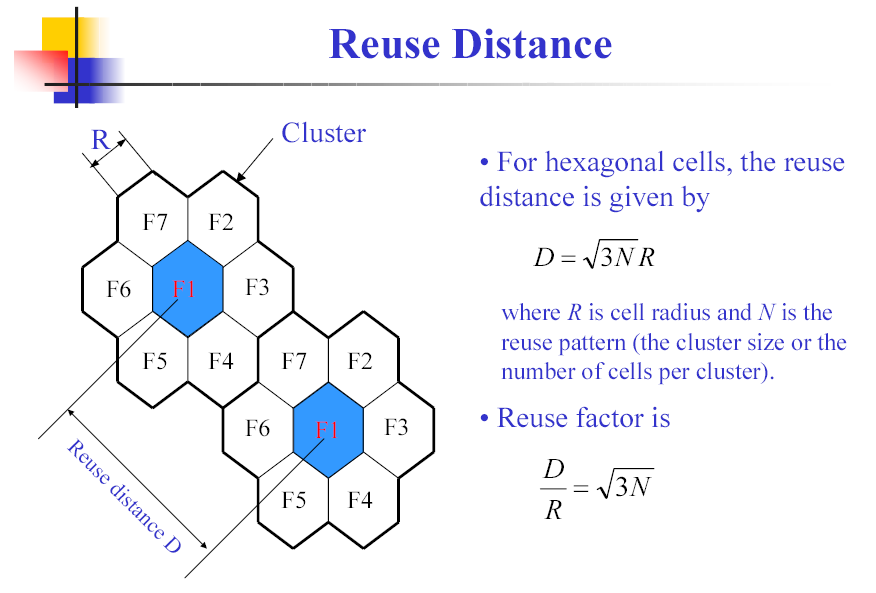 Reuse Distance
R
Cluster
F7 F2
F6 F1 F3
F5 F4 F7 F2
F6 F1 F3
F5 F4
Reuse distance D
• For hexagonal cells, the reuse
distance is given by
D = √3N R
where R is cell radius and N is the
reuse pattern (the cluster size or the
number of cells per cluster).
• Reuse factor is
D/R = √3N